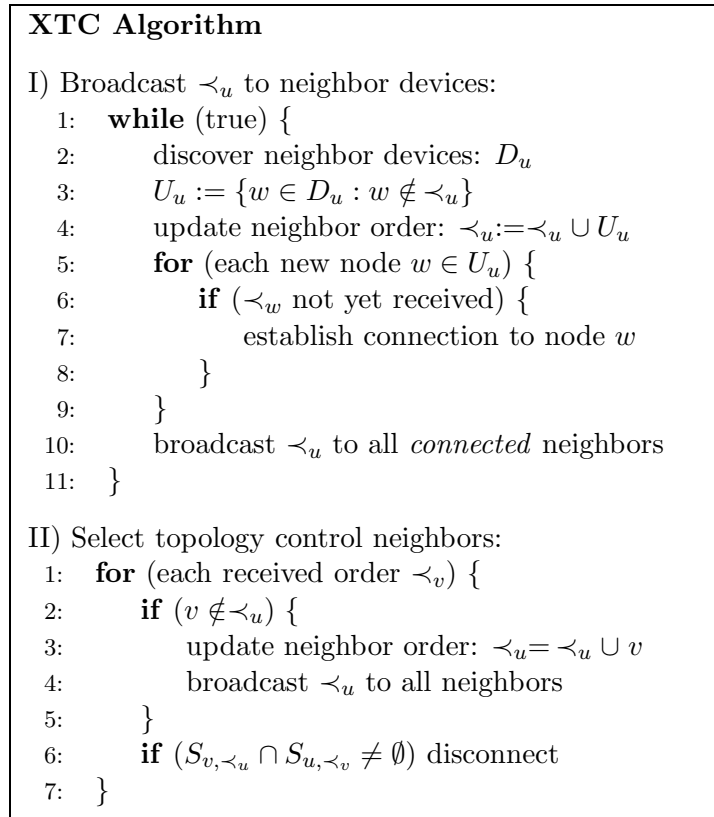 XTC Algorithm
I) Broadcast ≺u to neighbor devices:
1: while (true) {
2: discover neighbor devices: Du
3: Uu := {w ∈ Du : w ∉ ≺u}
4: update neighbor order: ≺u:=≺u ∪ Uu
5: for (each new node w ∈ Uu) {
6: if (≺w not yet received) {
7: establish connection to node w
8: }
9: }
10: broadcast ≺u to all connected neighbors
11: }
II) Select topology control neighbors:
1: for (each received order ≺v) {
2: if (v ∉≺u) {
3: update neighbor order: ≺u= ≺u ∪ v
4: broadcast ≺u to all neighbors
5: }
6: if (Sv,≺u ∩ Su,≺v ≠ ∅) disconnect
7: }